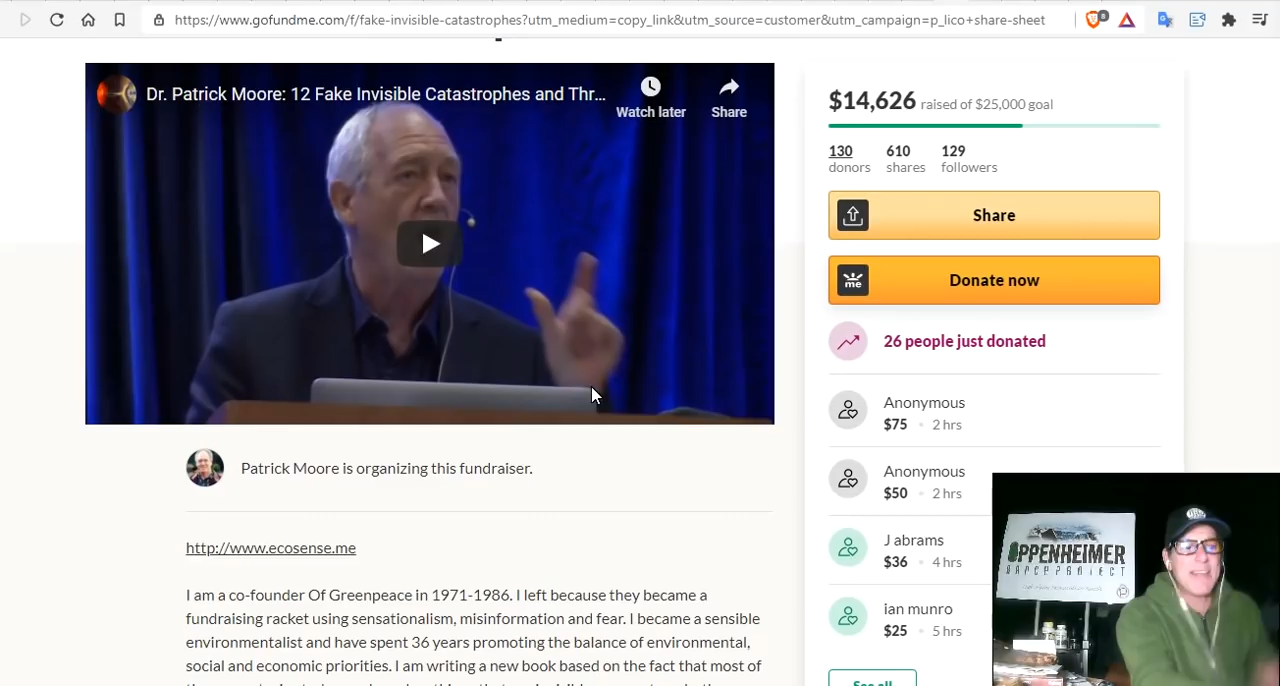 https://www.gofundme.com/f/fake-invisible-catastrophes?utm_medium=copy_link&utm_source=customer&utm_campaign=p_lico+share-sheet
Dr. Patrick Moore: 12 Fake Invisible Catastrophes and Thr...
Watch later
Share
$14,626 raised of $25,000 goal
130 donors
610 shares
129 followers
Share
me
Donate now
26 people just donated
Anonymous
$75 • 2 hrs
Anonymous
$50 • 2 hrs
J abrams
$36 • 4 hrs
ian munro
$25 • 5 hrs
See all
Patrick Moore is organizing this fundraiser.
http://www.ecosense.me
I am a co-founder Of Greenpeace in 1971-1986. I left because they became a
fundraising racket using sensationalism, misinformation and fear. I became a sensible
environmentalist and have spent 36 years promoting the balance of environmental,
social and economic priorities. I am writing a new book based on the fact that most of
OPPENHEIMER
RANCH PROJECT